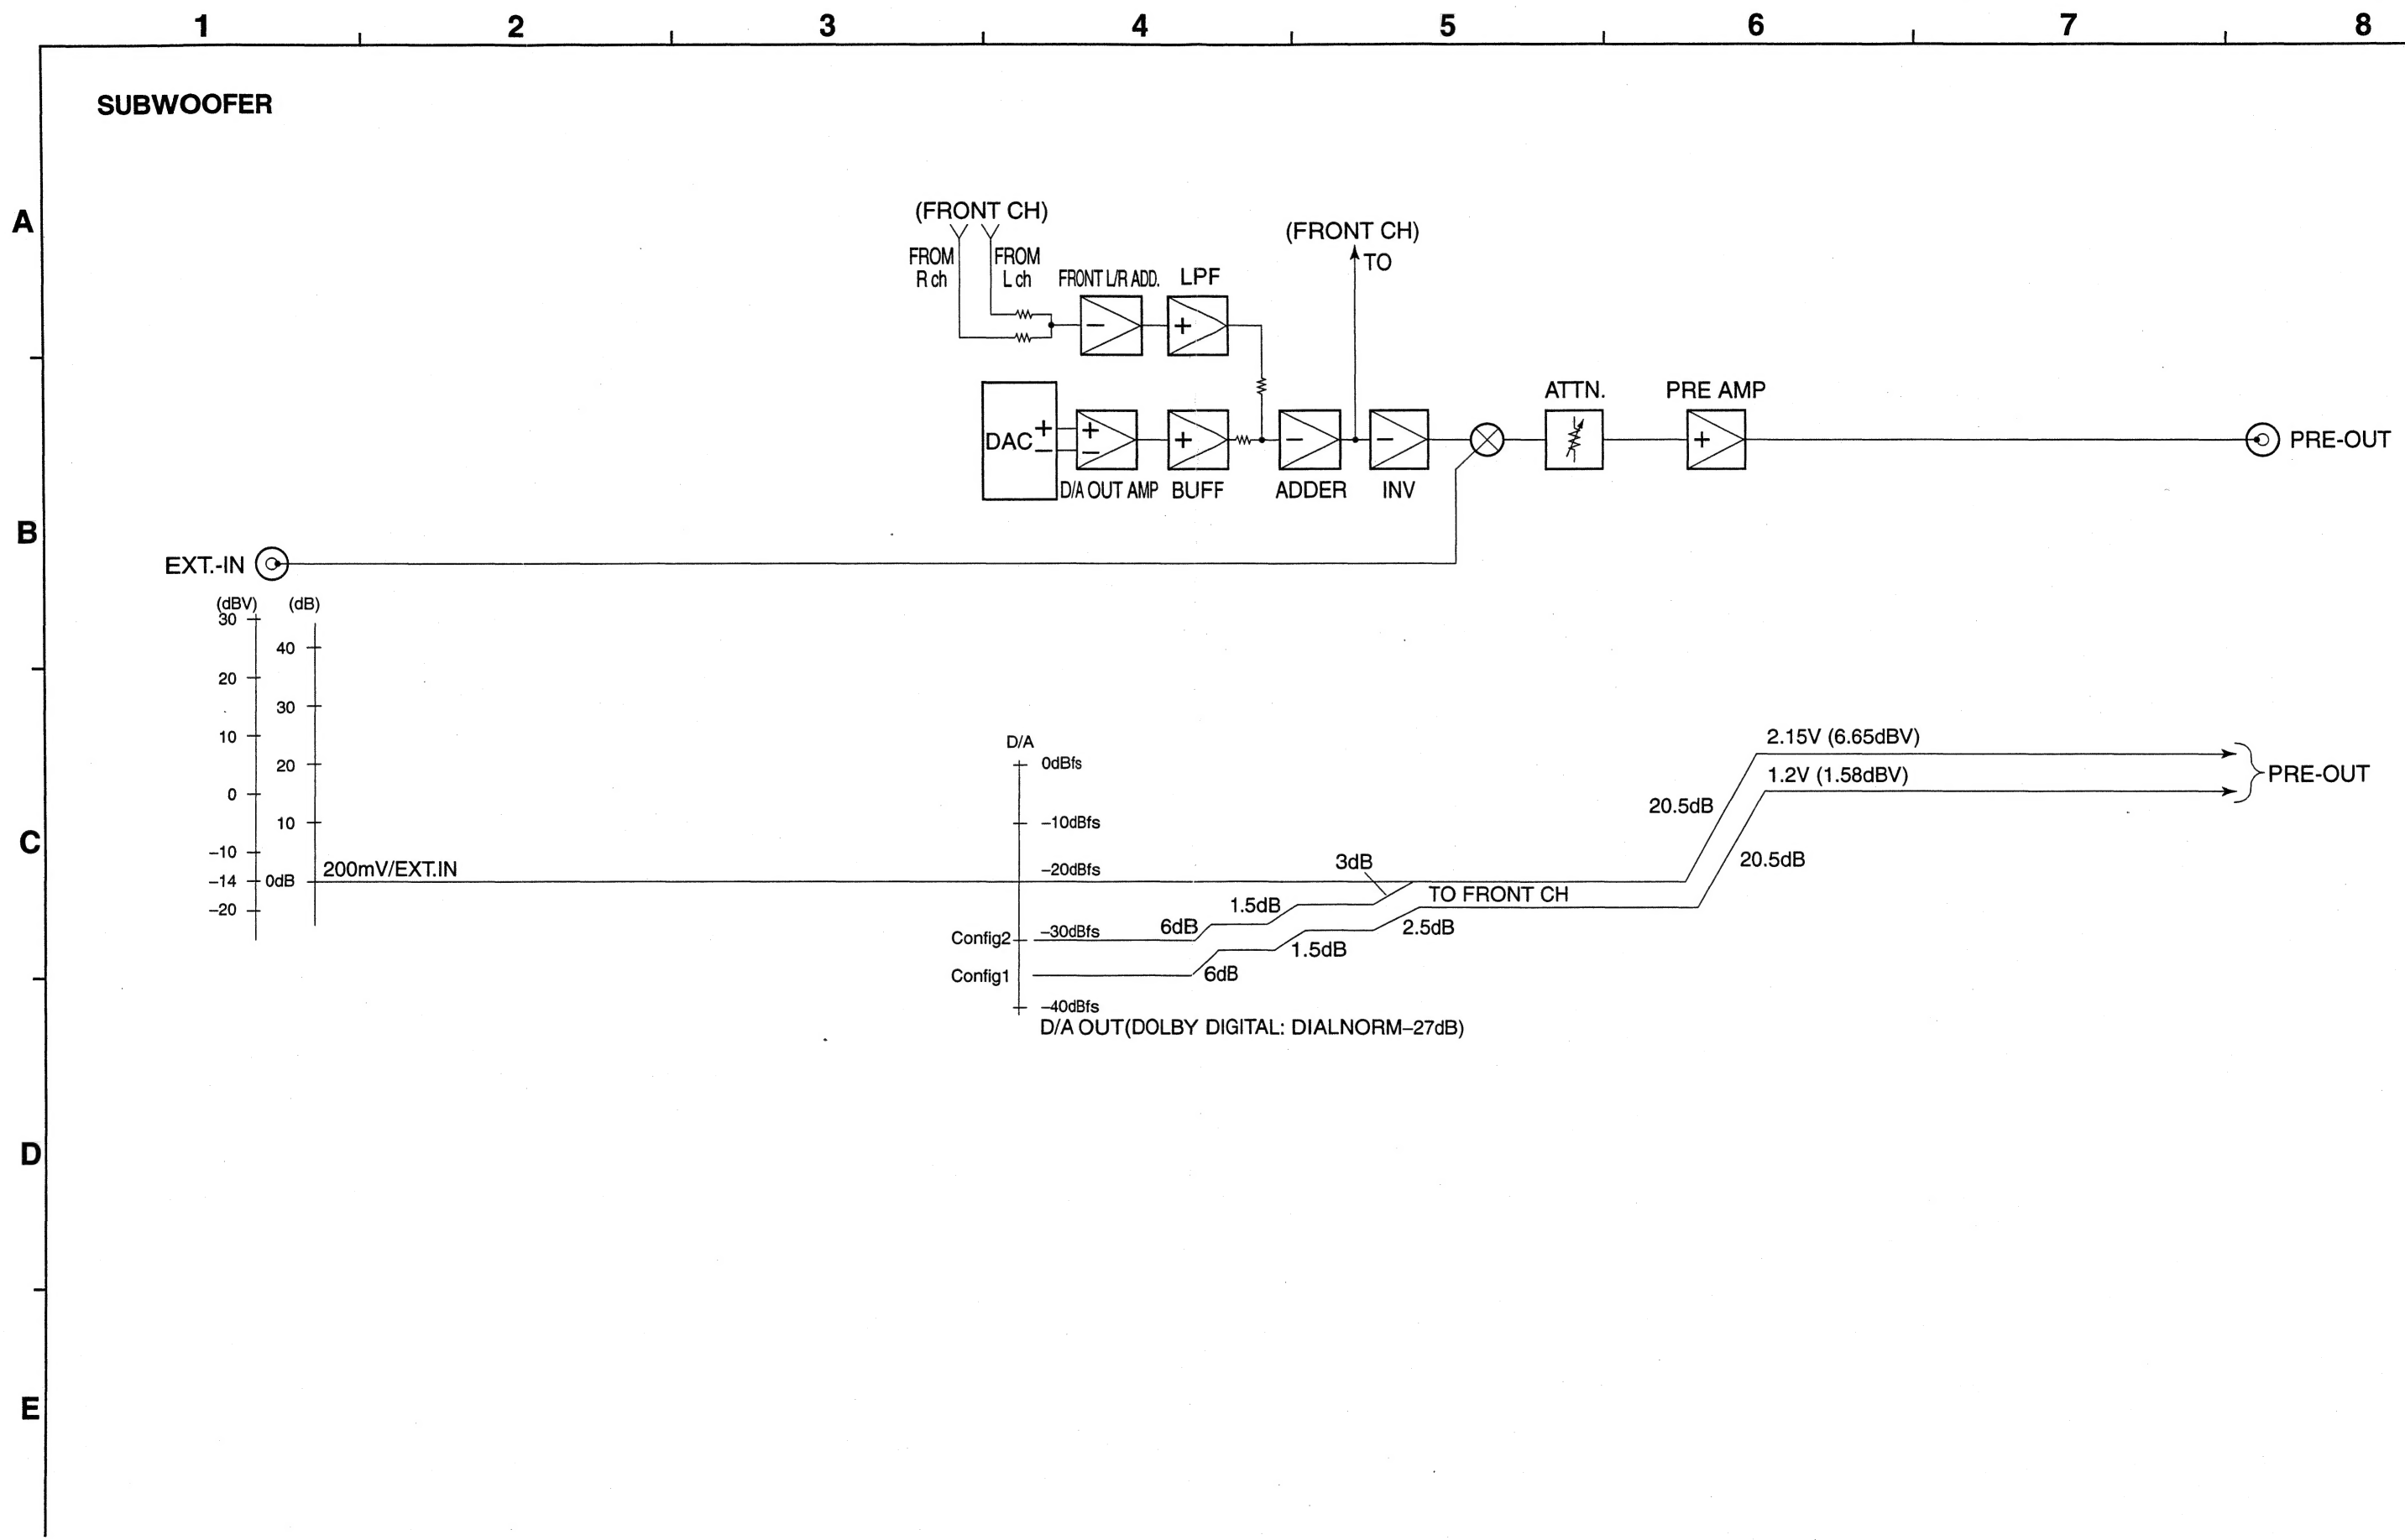 1 2 3 4 5 6 7 8
SUBWOOFER
A
(FRONT CH)
(FRONT CH)
FROM
R ch
FROM
L ch
TO
FRONT L/R ADD.
LPF
−
+
ATTN.
PRE AMP
DAC
+
−
+
−
+
−
−
+
PRE-OUT
D/A OUT AMP
BUFF
ADDER
INV
B
EXT.-IN
(dBV)
(dB)
30
20
10
0
−10
−14
−20
40
30
20
10
0dB
200mV/EXT.IN
C
D/A
0dBfs
−10dBfs
−20dBfs
−30dBfs
−40dBfs
Config2
Config1
6dB
1.5dB
3dB
TO FRONT CH
6dB
1.5dB
2.5dB
20.5dB
20.5dB
2.15V (6.65dBV)
1.2V (1.58dBV)
PRE-OUT
D/A OUT(DOLBY DIGITAL: DIALNORM−27dB)
D
E